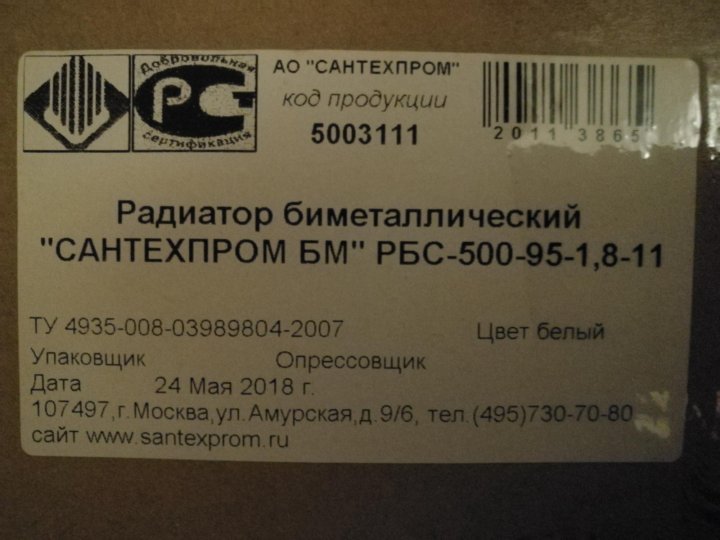 Добровольная
РС
сертификация
АО "САНТЕХПРОМ"
код продукции
5003111
2011 3865
Радиатор биметаллический
"САНТЕХПРОМ БМ" РБС-500-95-1,8-11
ТУ 4935-008-03989804-2007 Цвет белый
Упаковщик Опрессовщик
Дата 24 Мая 2018 г.
107497,г.Москва,ул.Амурская,д.9/6, тел.(495)730-70-80
сайт www.santexprom.ru